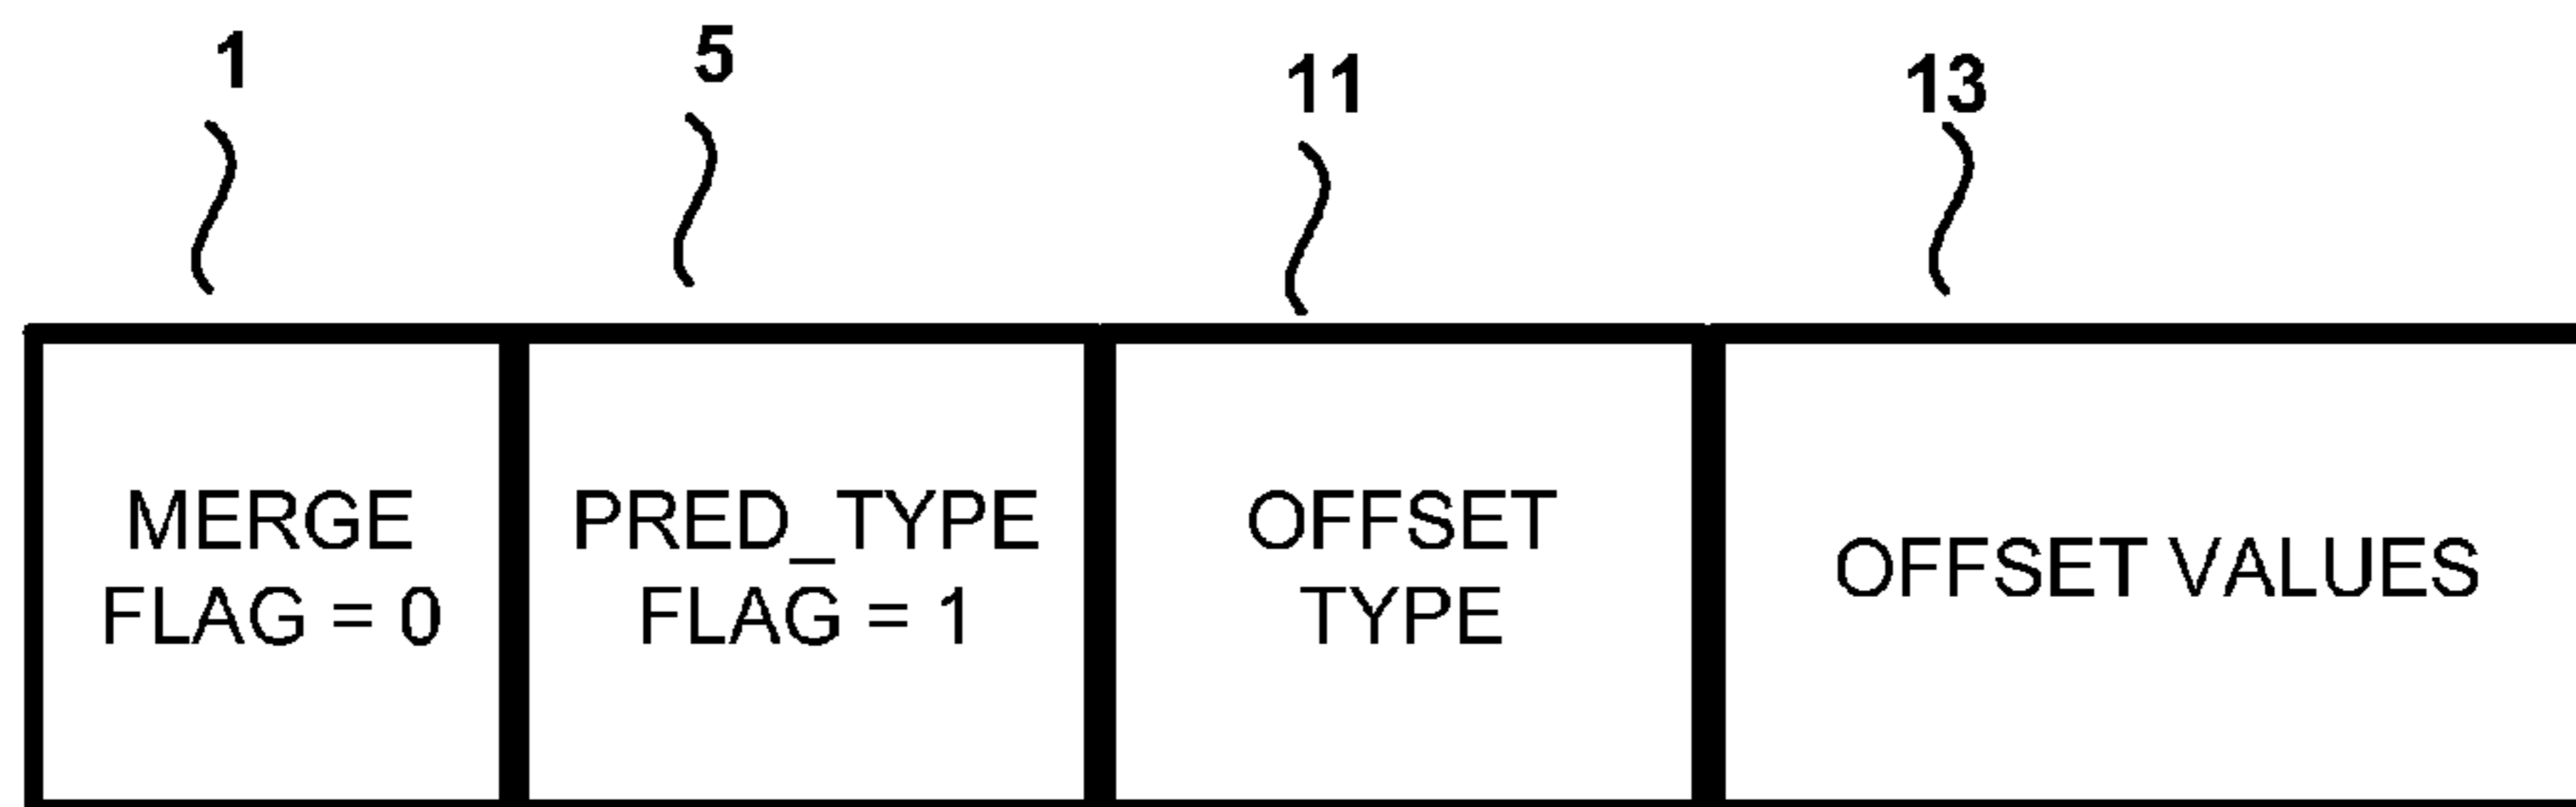 1 5 11 13
MERGE
FLAG = 0
PRED_TYPE
FLAG = 1
OFFSET
TYPE
OFFSET VALUES